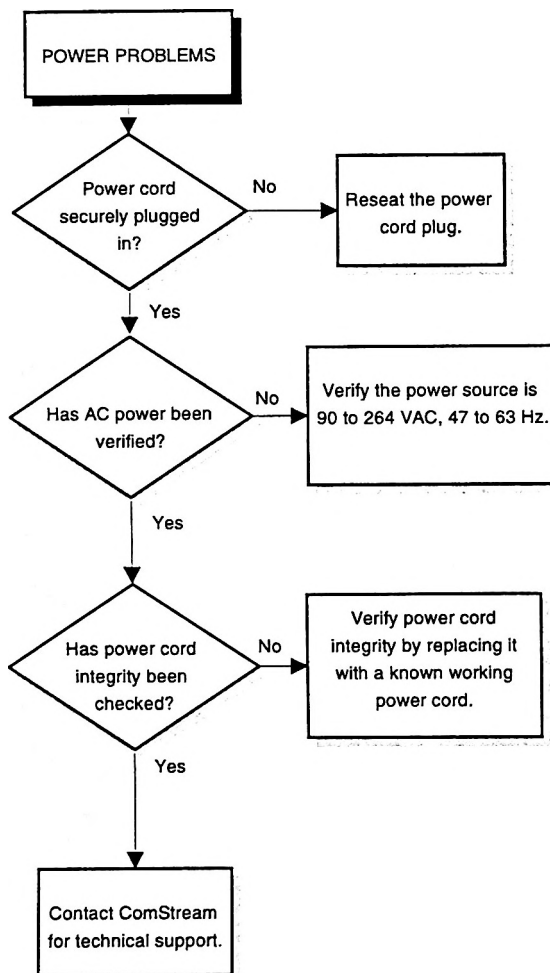 POWER PROBLEMS
Power cord
securely plugged
in?
No
Reseat the power
cord plug.
Yes
Has AC power been
verified?
No
Verify the power source is
90 to 264 VAC, 47 to 63 Hz.
Yes
Has power cord
integrity been
checked?
No
Verify power cord
integrity by replacing it
with a known working
power cord.
Yes
Contact ComStream
for technical support.